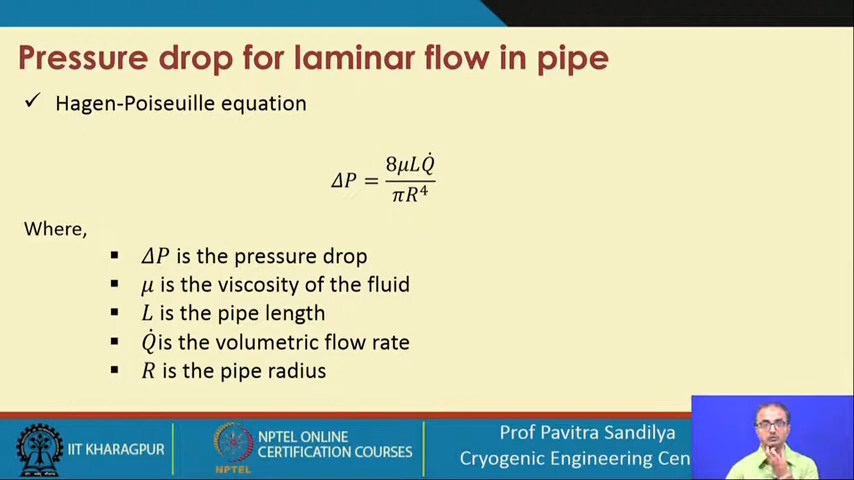 Pressure drop for laminar flow in pipe
✓ Hagen-Poiseuille equation
ΔP = 8μLQ̇ / πR⁴
Where,
▪ ΔP is the pressure drop
▪ μ is the viscosity of the fluid
▪ L is the pipe length
▪ Q̇is the volumetric flow rate
▪ R is the pipe radius
IIT KHARAGPUR
NPTEL
NPTEL ONLINE
CERTIFICATION COURSES
Prof Pavitra Sandilya
Cryogenic Engineering Cen